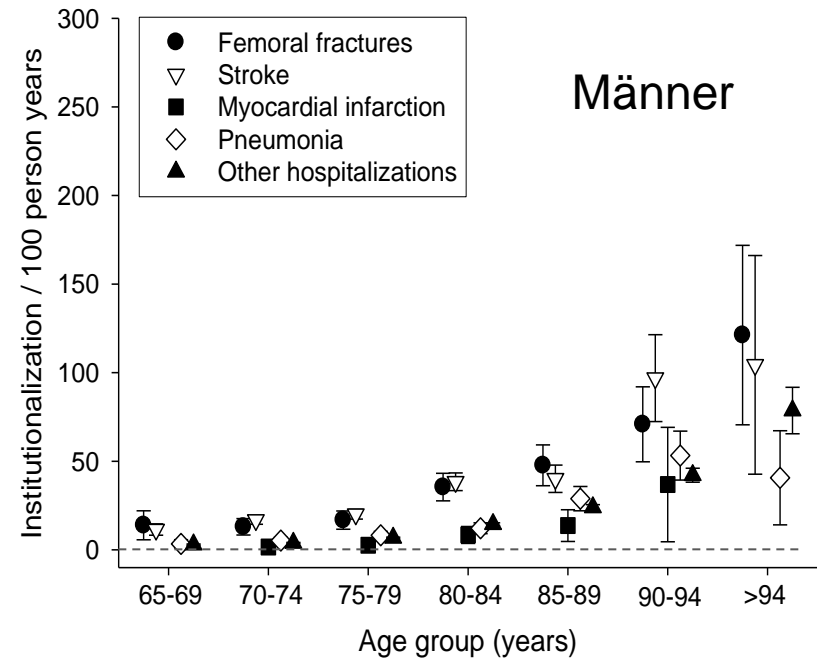 300
250
200
150
100
50
0
Institutionalization / 100 person years
Femoral fractures
Stroke
Myocardial infarction
Pneumonia
Other hospitalizations
Männer
65-69 70-74 75-79 80-84 85-89 90-94 >94
Age group (years)